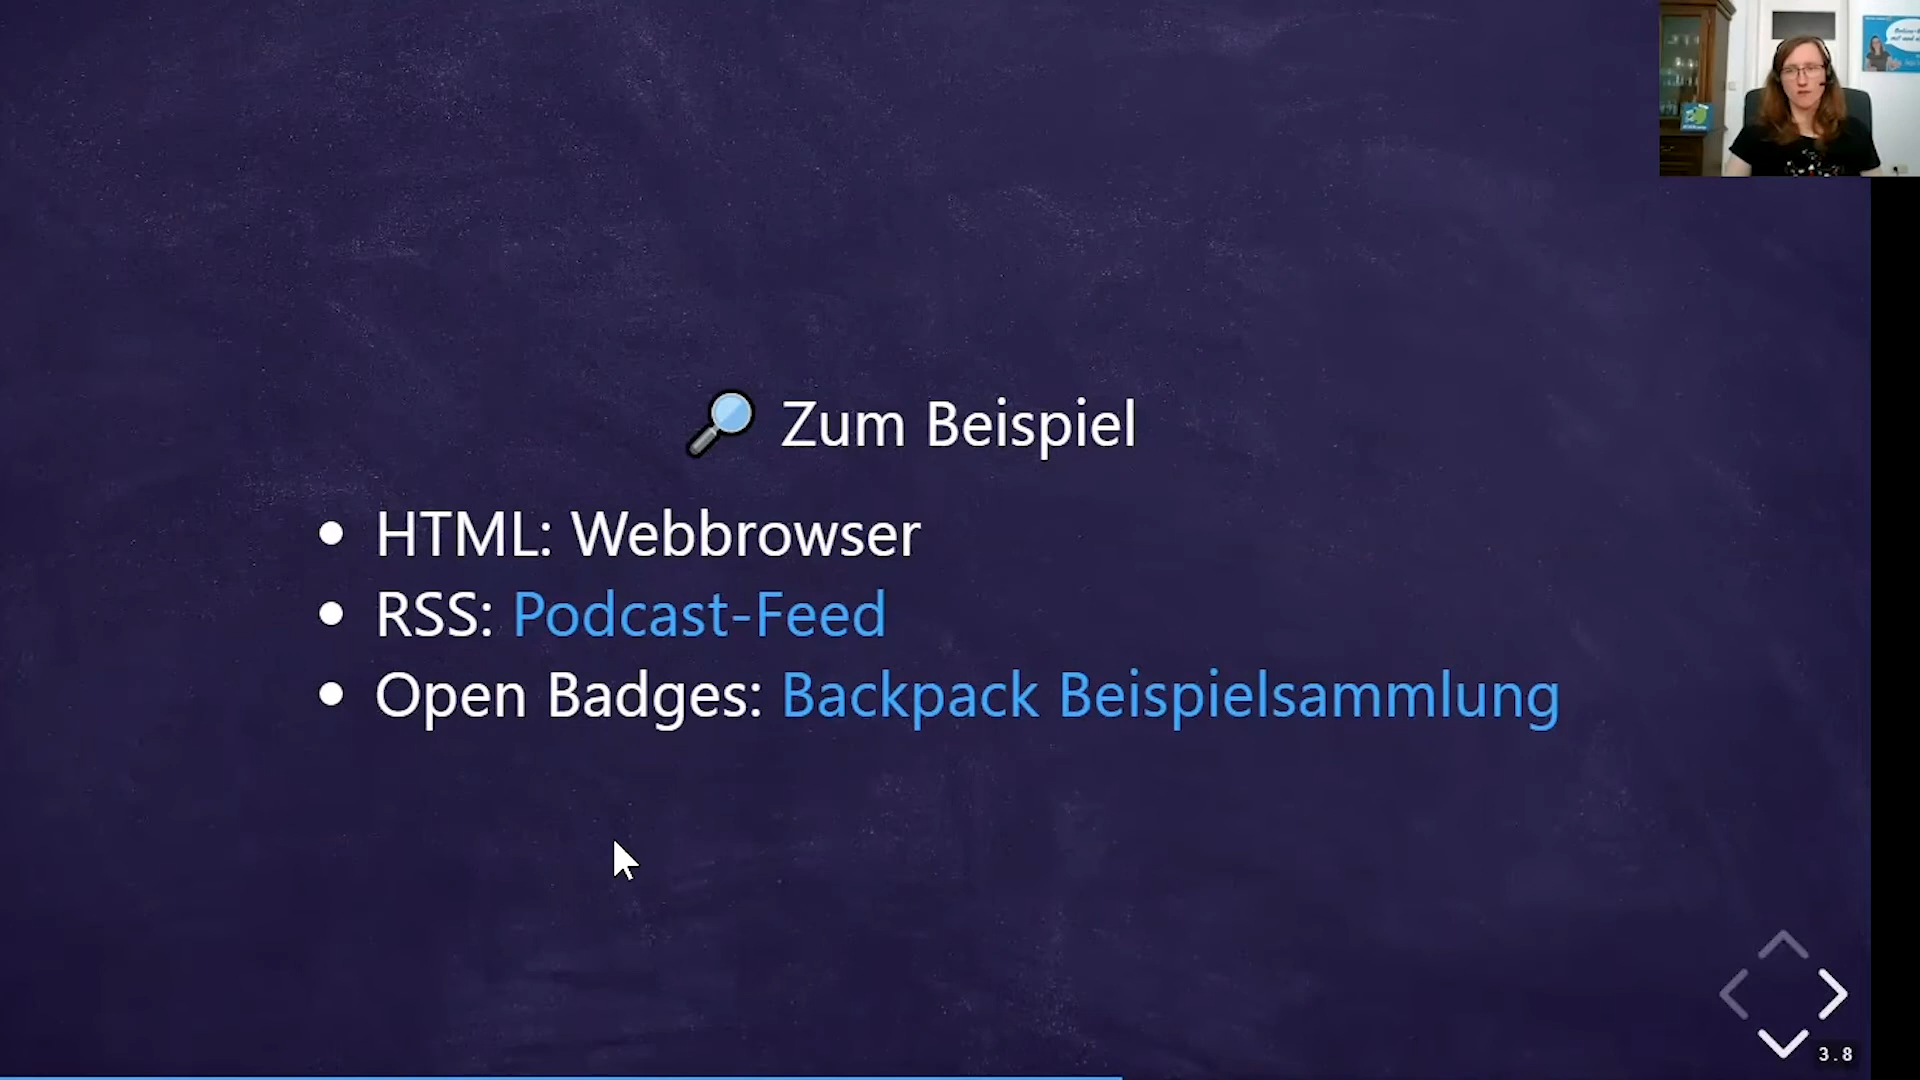 Zum Beispiel
• HTML: Webbrowser
• RSS: Podcast-Feed
• Open Badges: Backpack Beispielsammlung
3.8